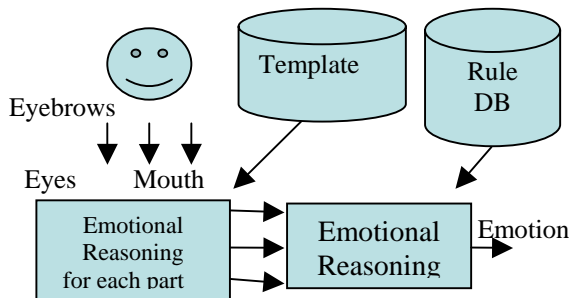 Template
Rule
DB
Eyebrows
Eyes Mouth
Emotional
Reasoning
for each part
Emotional
Reasoning
Emotion